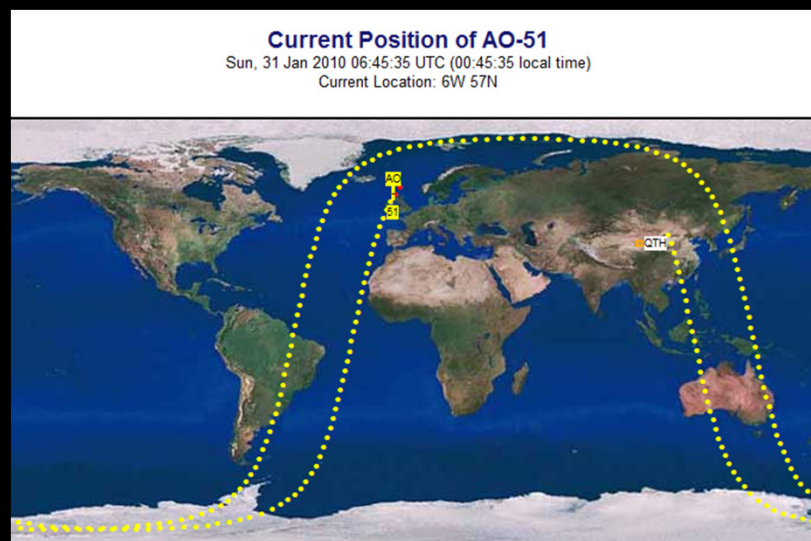 Current Position of AO-51
Sun, 31 Jan 2010 06:45:35 UTC (00:45:35 local time)
Current Location: 6W 57N
AO
51
QTH